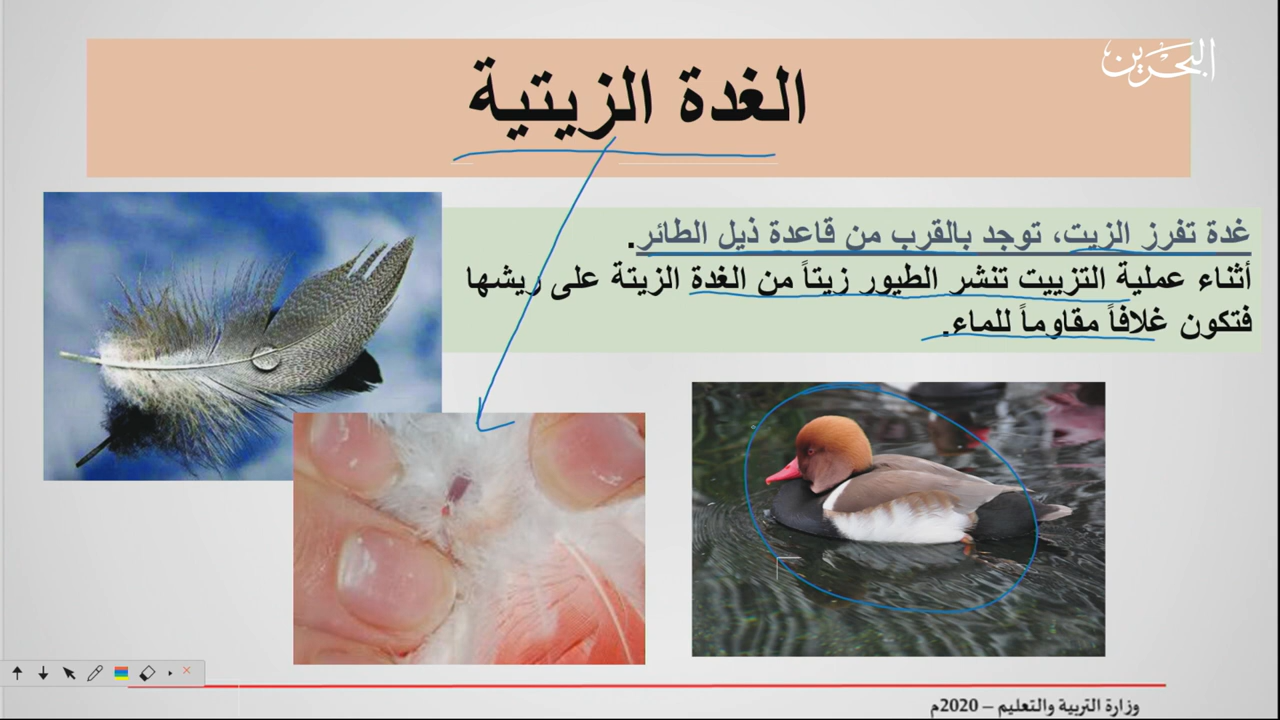 البحرين
الغدة الزيتية
غدة تفرز الزيت، توجد بالقرب من قاعدة ذيل الطائر.
أثناء عملية التزييت تنشر الطيور زيتاً من الغدة الزيتة على ريشها
فتكون غلافاً مقاوماً للماء.
وزارة التربية والتعليم – 2020م